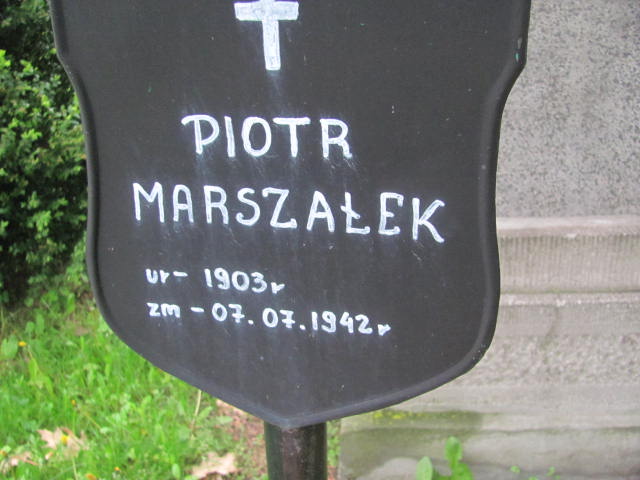 PIOTR
MARSZAŁEK
ur- 1903r
zm - 07.07.1942r